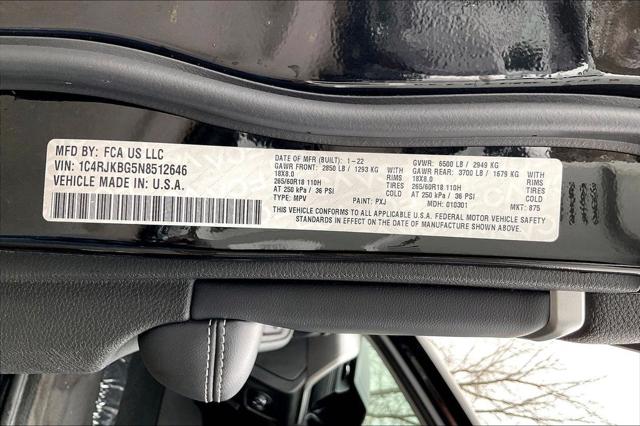 MFD BY: FCA US LLC
VIN: 1C4RJKBG5N8512646
VEHICLE MADE IN: U.S.A.
DATE OF MFR (BUILT): 1-22 GVWR: 6500 LB / 2949 KG
GAWR FRONT: 2850 LB / 1293 KG WITH GAWR REAR: 3700 LB / 1679 KG WITH
18X8.0 RIMS 18X8.0 RIMS
265/60R18 110H TIRES 265/60R18 110H TIRES
AT 250 kPa / 36 PSI COLD AT 250 kPa / 36 PSI COLD
TYPE: MPV PAINT: PXJ MDH: 010301 MKT: 875
THIS VEHICLE CONFORMS TO ALL APPLICABLE U.S.A. FEDERAL MOTOR VEHICLE SAFETY
STANDARDS IN EFFECT ON THE DATE OF MANUFACTURE SHOWN ABOVE.